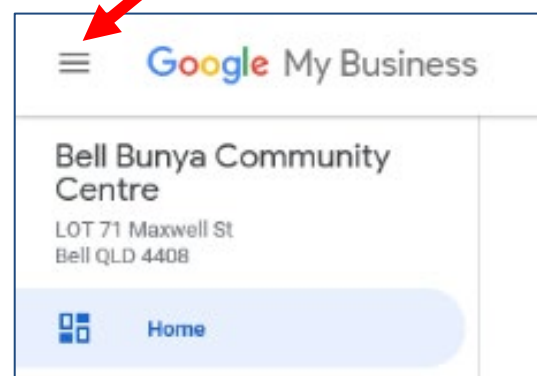 Google My Business
Bell Bunya Community
Centre
LOT 71 Maxwell St
Bell QLD 4408
Home